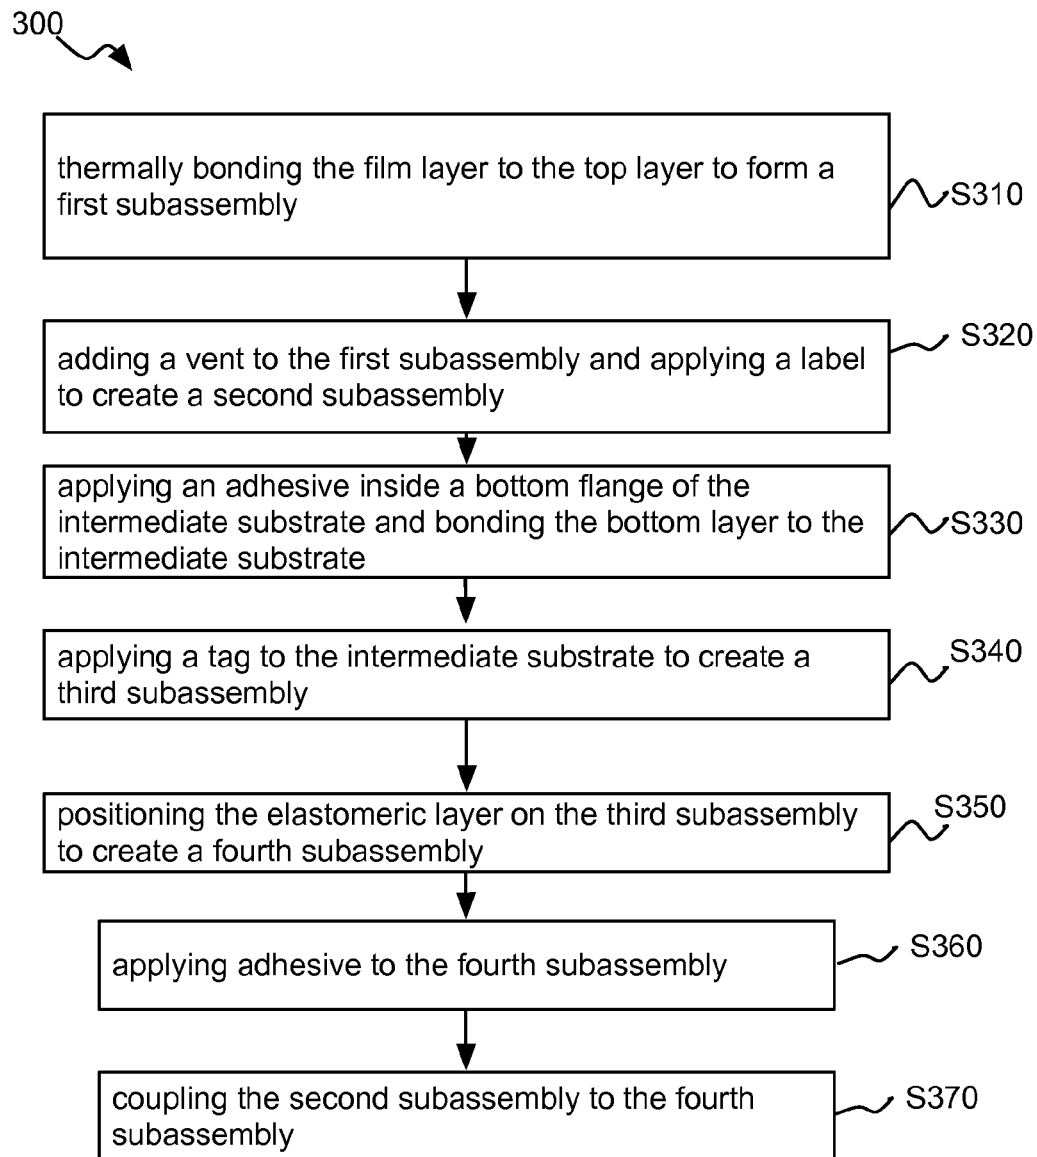 300
thermally bonding the film layer to the top layer to form a
first subassembly
S310
adding a vent to the first subassembly and applying a label
to create a second subassembly
S320
applying an adhesive inside a bottom flange of the
intermediate substrate and bonding the bottom layer to the
intermediate substrate
S330
applying a tag to the intermediate substrate to create a
third subassembly
S340
positioning the elastomeric layer on the third subassembly
to create a fourth subassembly
S350
applying adhesive to the fourth subassembly
S360
coupling the second subassembly to the fourth
subassembly
S370